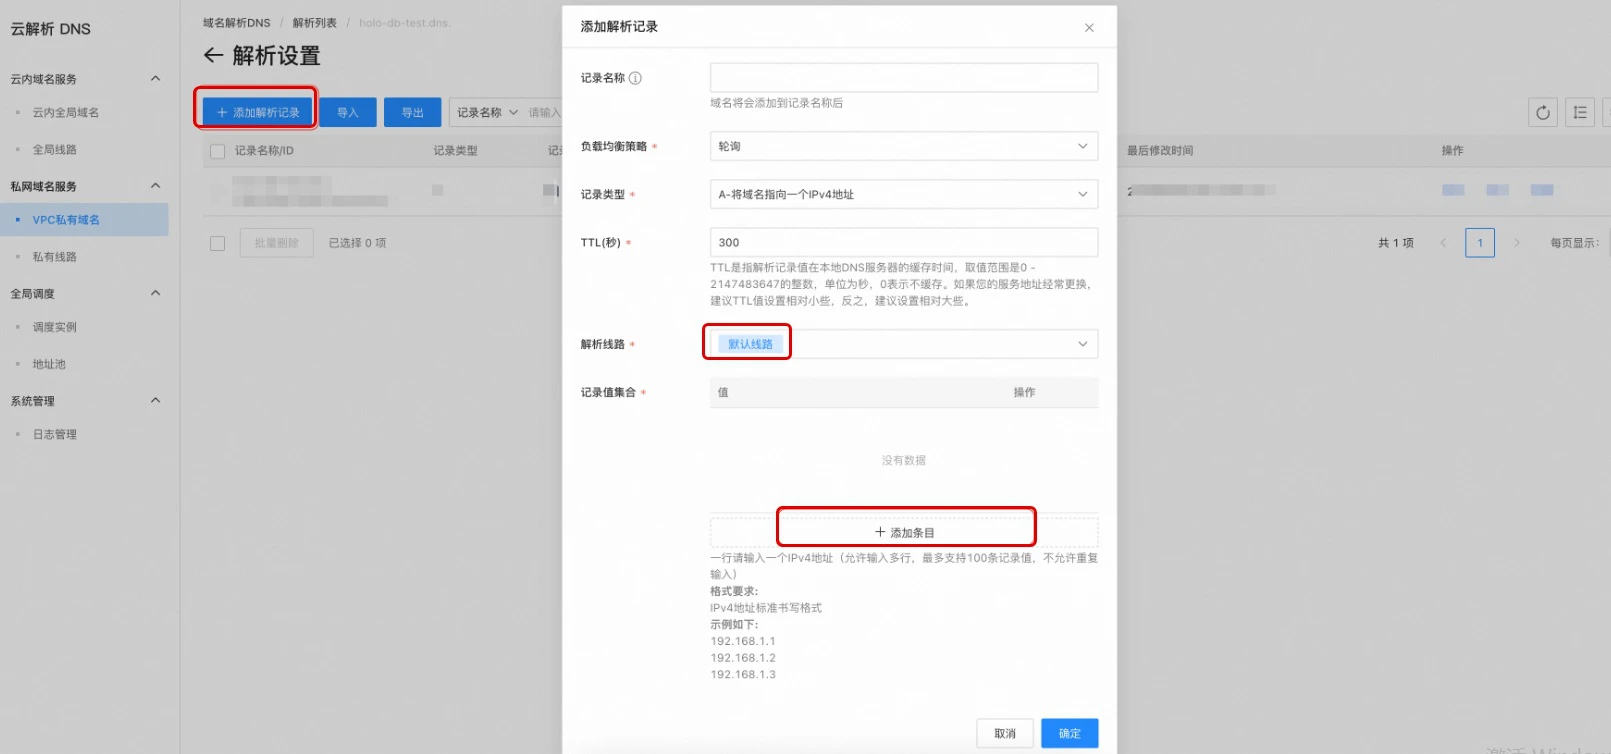 云解析 DNS
云内域名服务
云内全局域名
全局线路
私网域名服务
VPC私有域名
私有线路
全局调度
调度实例
地址池
系统管理
日志管理
域名解析DNS / 解析列表 / holo-db-test.dns.
← 解析设置
+ 添加解析记录 导入 导出 记录名称 请输入
记录名称/ID 记录类型 最后修改时间 操作
批量删除 已选择 0 项
共 1 项 1 每页显示:
添加解析记录
记录名称
域名将会添加到记录名称后
负载均衡策略 * 轮询
记录类型 * A-将域名指向一个IPv4地址
TTL(秒) * 300
TTL是指解析记录值在本地DNS服务器的缓存时间，取值范围是0 -
2147483647的整数，单位为秒，0表示不缓存。如果您的服务地址经常更换，
建议TTL值设置相对小些，反之，建议设置相对大些。
解析线路 * 默认线路
记录值集合 * 值 操作
没有数据
+ 添加条目
一行请输入一个IPv4地址（允许输入多行，最多支持100条记录值，不允许重复
输入）
格式要求:
IPv4地址标准书写格式
示例如下:
192.168.1.1
192.168.1.2
192.168.1.3
取消 确定